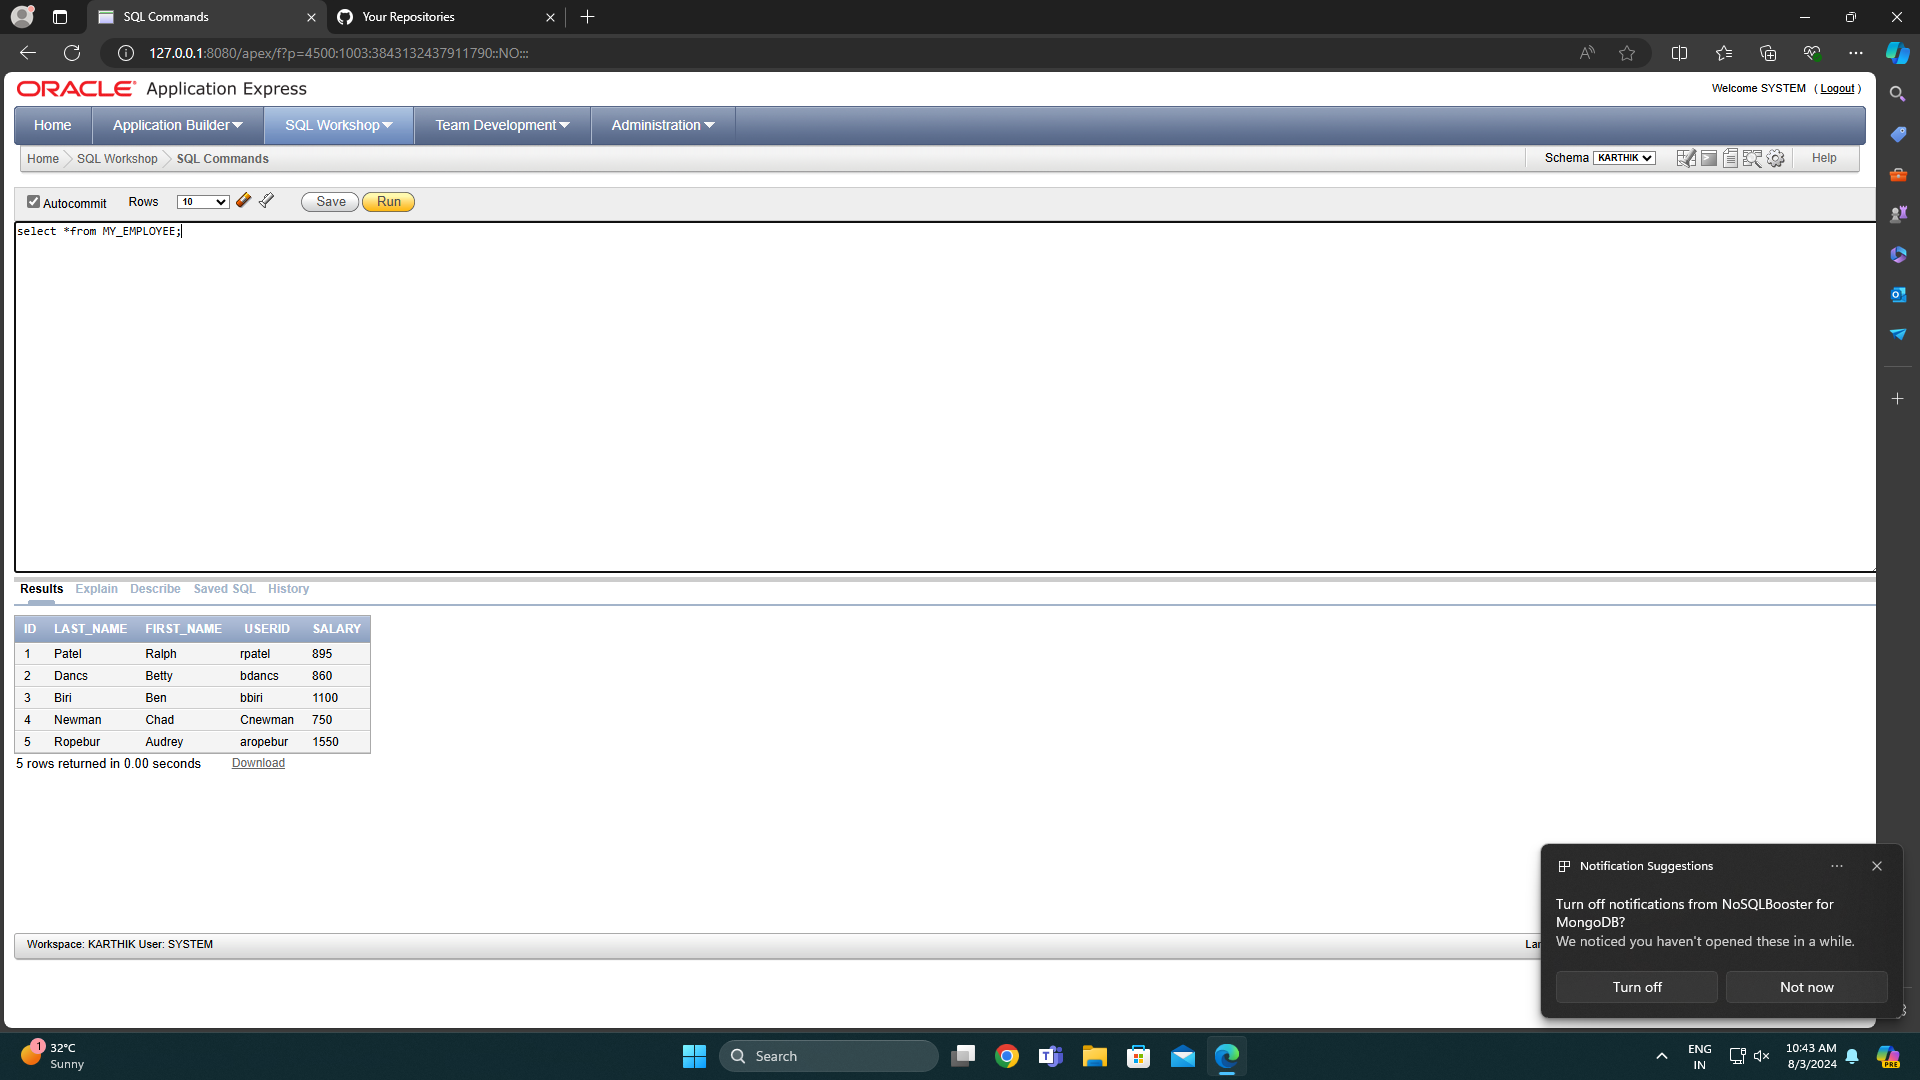 SQL Commands
Your Repositories
127.0.0.1:8080/apex/f?p=4500:1003:3843132437911790::NO:::
ORACLE Application Express
Welcome SYSTEM ( Logout )
Home Application Builder SQL Workshop Team Development Administration
Home SQL Workshop SQL Commands
Schema KARTHIK Help
Autocommit Rows 10 Save Run
select *from MY_EMPLOYEE;
Results Explain Describe Saved SQL History
ID LAST_NAME FIRST_NAME USERID SALARY
1 Patel Ralph rpatel 895
2 Dancs Betty bdancs 860
3 Biri Ben bbiri 1100
4 Newman Chad Cnewman 750
5 Ropebur Audrey aropebur 1550
5 rows returned in 0.00 seconds Download
Workspace: KARTHIK User: SYSTEM
Notification Suggestions
Turn off notifications from NoSQLBooster for
MongoDB?
We noticed you haven't opened these in a while.
Turn off Not now
1
32°C
Sunny
Search
ENG
IN
10:43 AM
8/3/2024
PRE